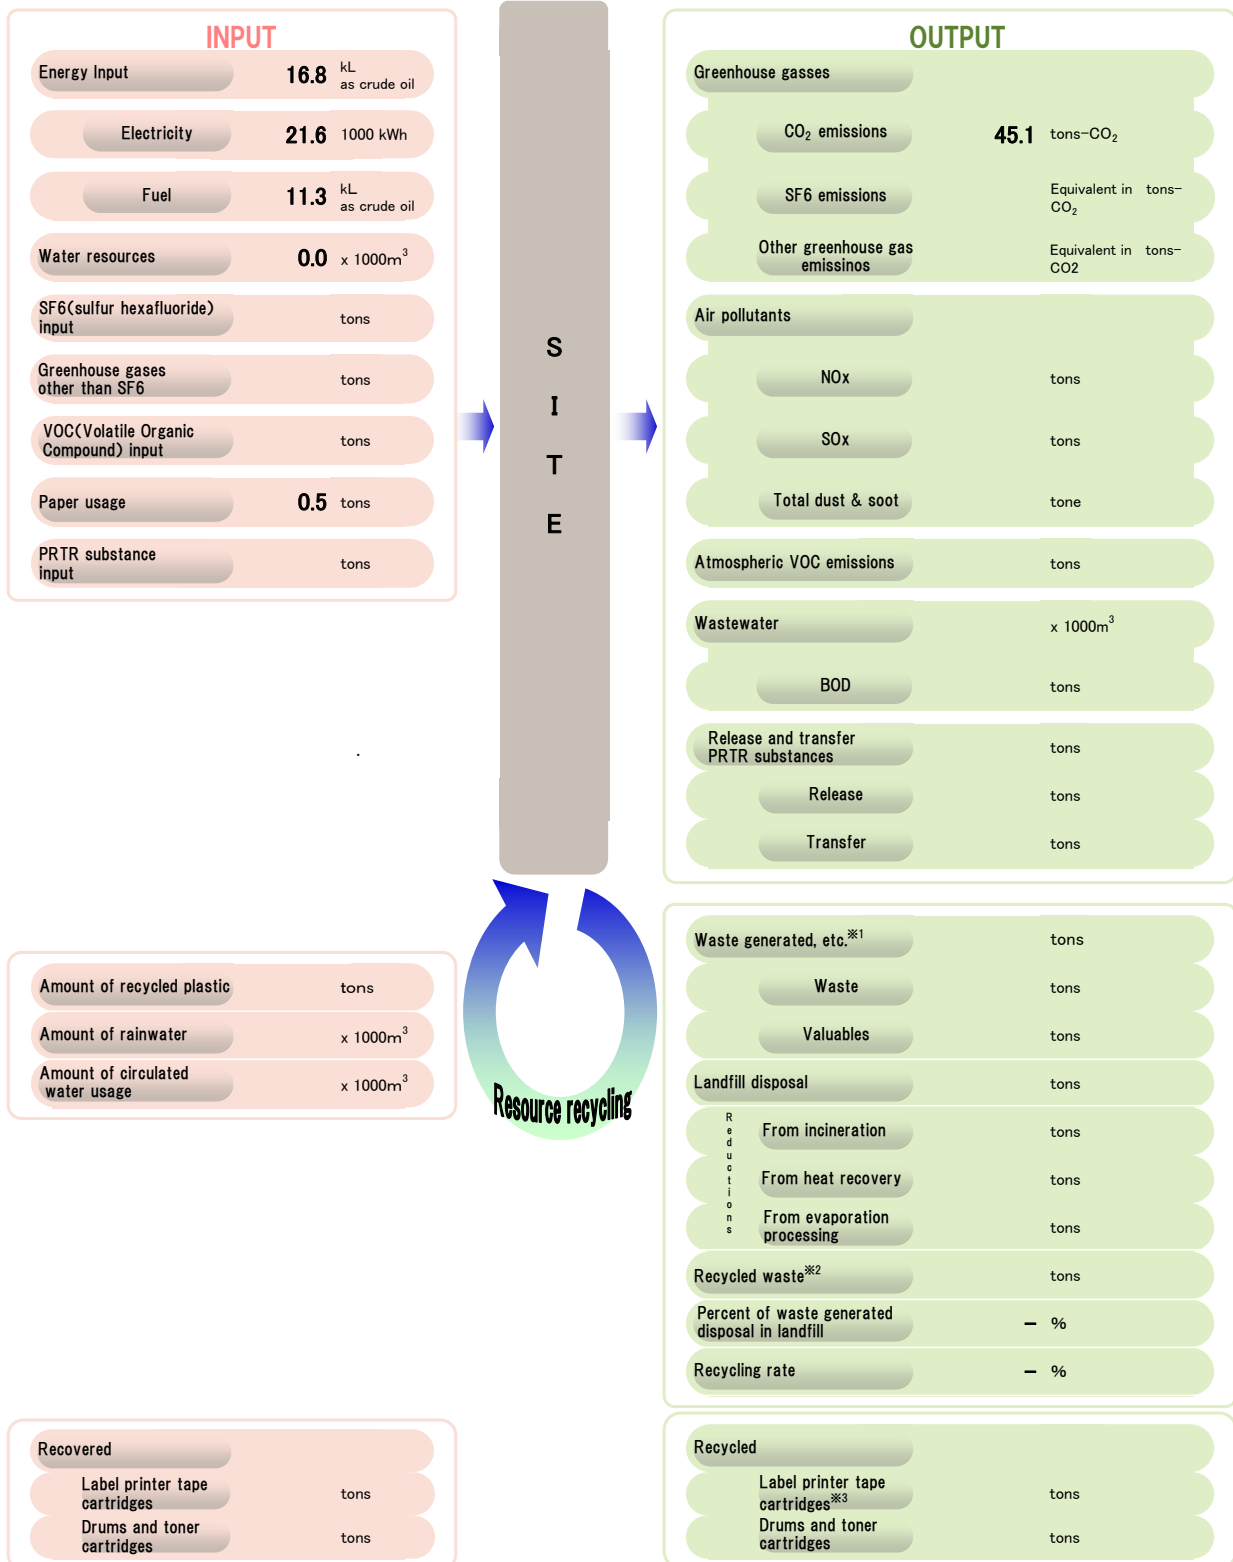 INPUT
Energy Input 16.8 kL
as crude oil
Electricity 21.6 1000 kWh
Fuel 11.3 kL
as crude oil
Water resources 0.0 x 1000m³
SF6(sulfur hexafluoride)
input tons
Greenhouse gases
other than SF6 tons
VOC(Volatile Organic
Compound) input tons
Paper usage 0.5 tons
PRTR substance
input tons
S
I
T
E
OUTPUT
Greenhouse gasses
CO₂ emissions 45.1 tons-CO₂
SF6 emissions Equivalent in tons-
CO₂
Other greenhouse gas
emissinos Equivalent in tons-
CO2
Air pollutants
NOx tons
SOx tons
Total dust & soot tone
Atmospheric VOC emissions tons
Wastewater x 1000m³
BOD tons
Release and transfer
PRTR substances tons
Release tons
Transfer tons
Amount of recycled plastic tons
Amount of rainwater x 1000m³
Amount of circulated
water usage x 1000m³
Resource recycling
Waste generated, etc.※1 tons
Waste tons
Valuables tons
Landfill disposal tons
Reductions
From incineration tons
From heat recovery tons
From evaporation
processing tons
Recycled waste※2 tons
Percent of waste generated
disposal in landfill – %
Recycling rate – %
Recovered
Label printer tape
cartridges tons
Drums and toner
cartridges tons
Recycled
Label printer tape
cartridges※3 tons
Drums and toner
cartridges tons